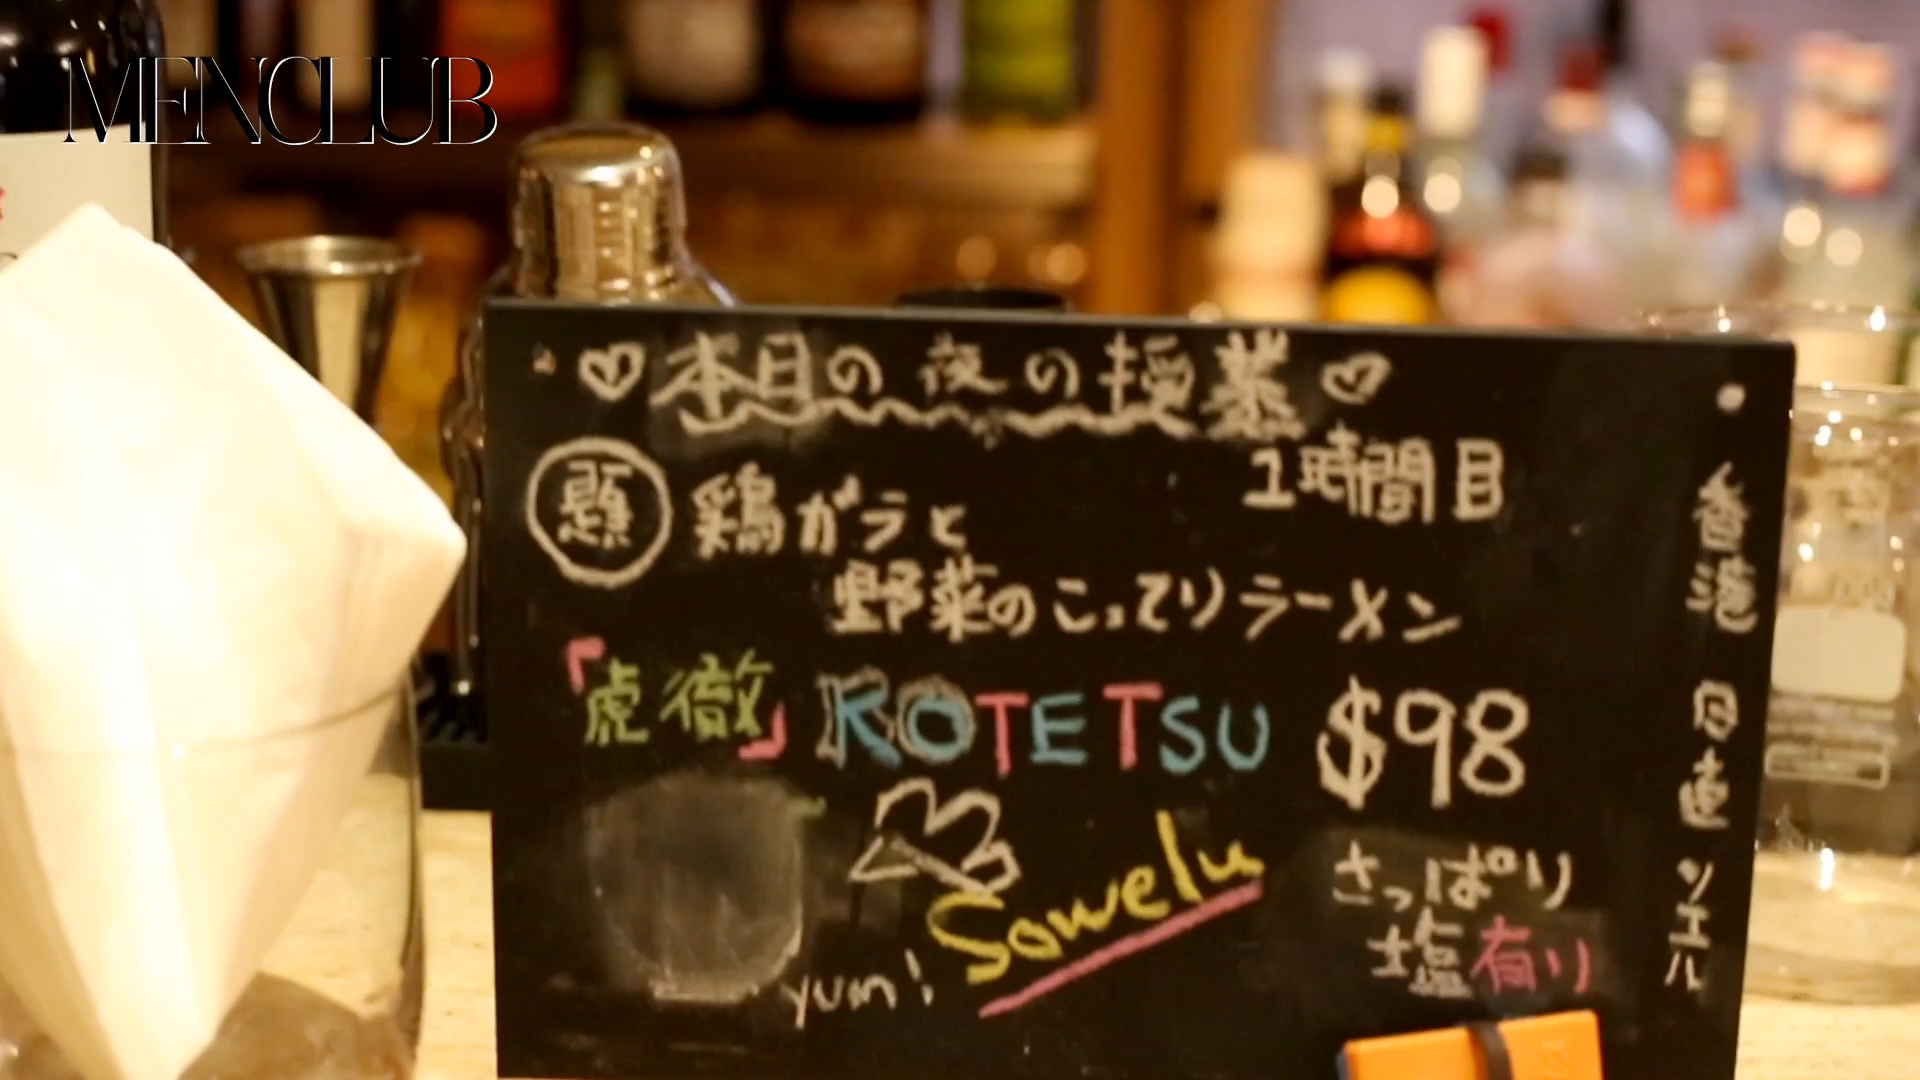 MENCLUB
♡本日の夜の授業♡
1時間目
題 鶏ガラと
野菜のこってりラーメン
「虎徹」 KOTETSU $98
Sowelu
yum!
さっぱり
塩有り
香港 日直 ソエル